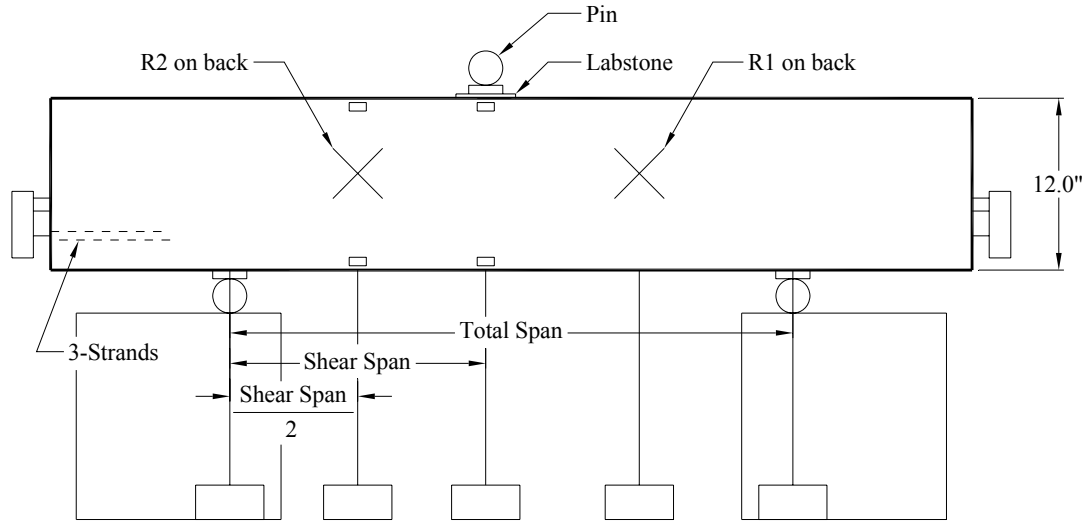 Pin
R2 on back
Labstone
R1 on back
12.0"
Total Span
3-Strands
Shear Span
Shear Span
2